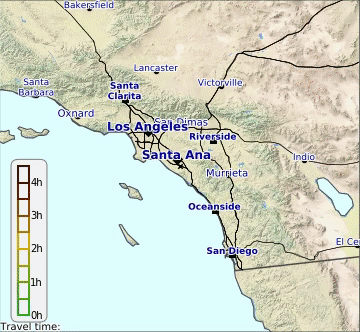 Bakersfield
Lancaster
Santa
Barbara
Santa
Clarita
Victorville
Oxnard
San-Dimas
Los Angeles
Riverside
Santa Ana
Indio
Murrieta
4h
Oceanside
3h
El Ce
2h
San-Diego
1h
0h
Travel time: